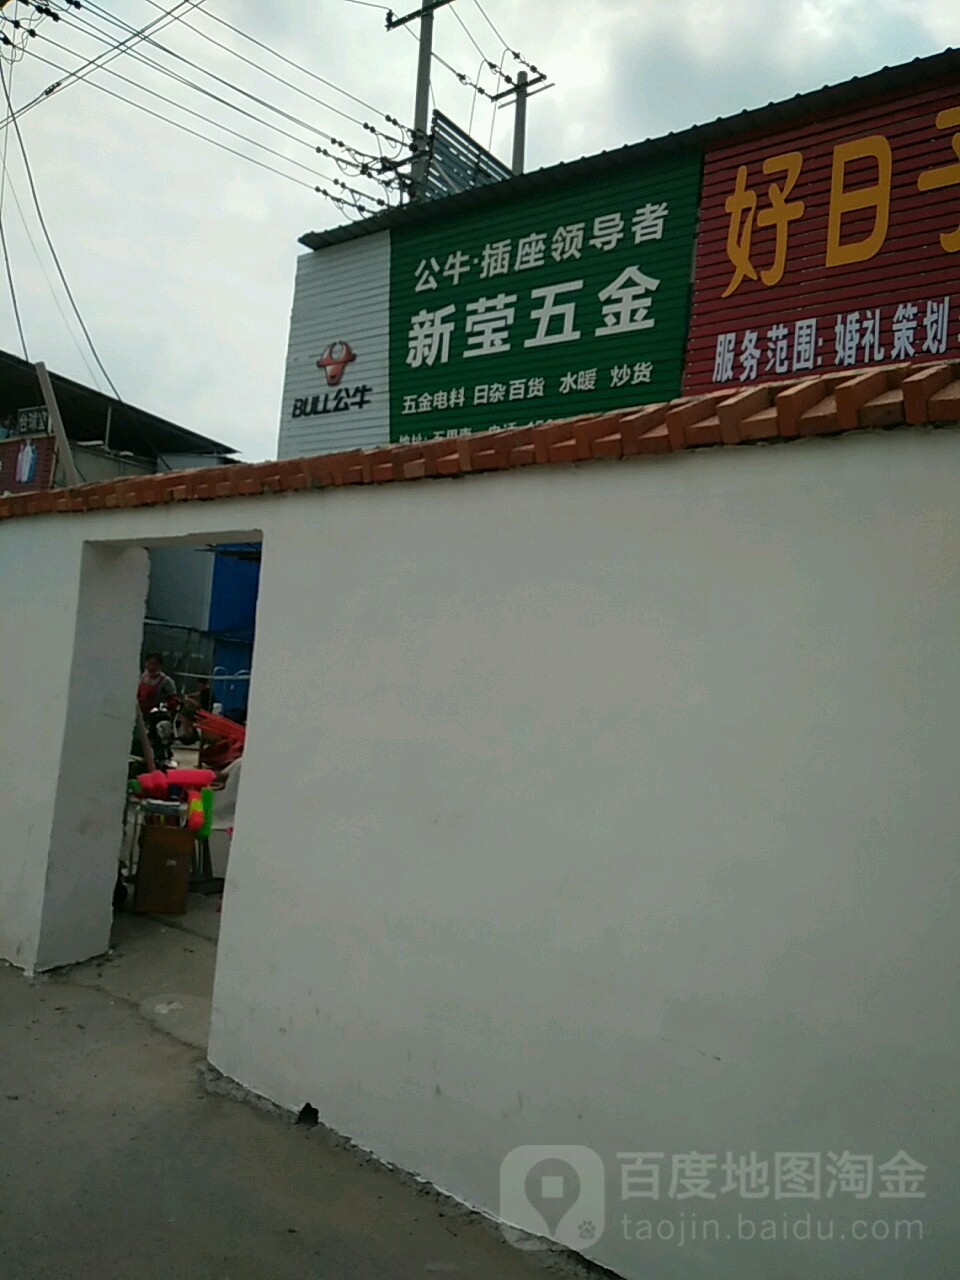 公牛·插座领导者
新莹五金
BULL公牛
五金电料 日杂百货 水暖 炒货
好日
服务范围: 婚礼策划
百度地图淘金
taojin.baidu.com